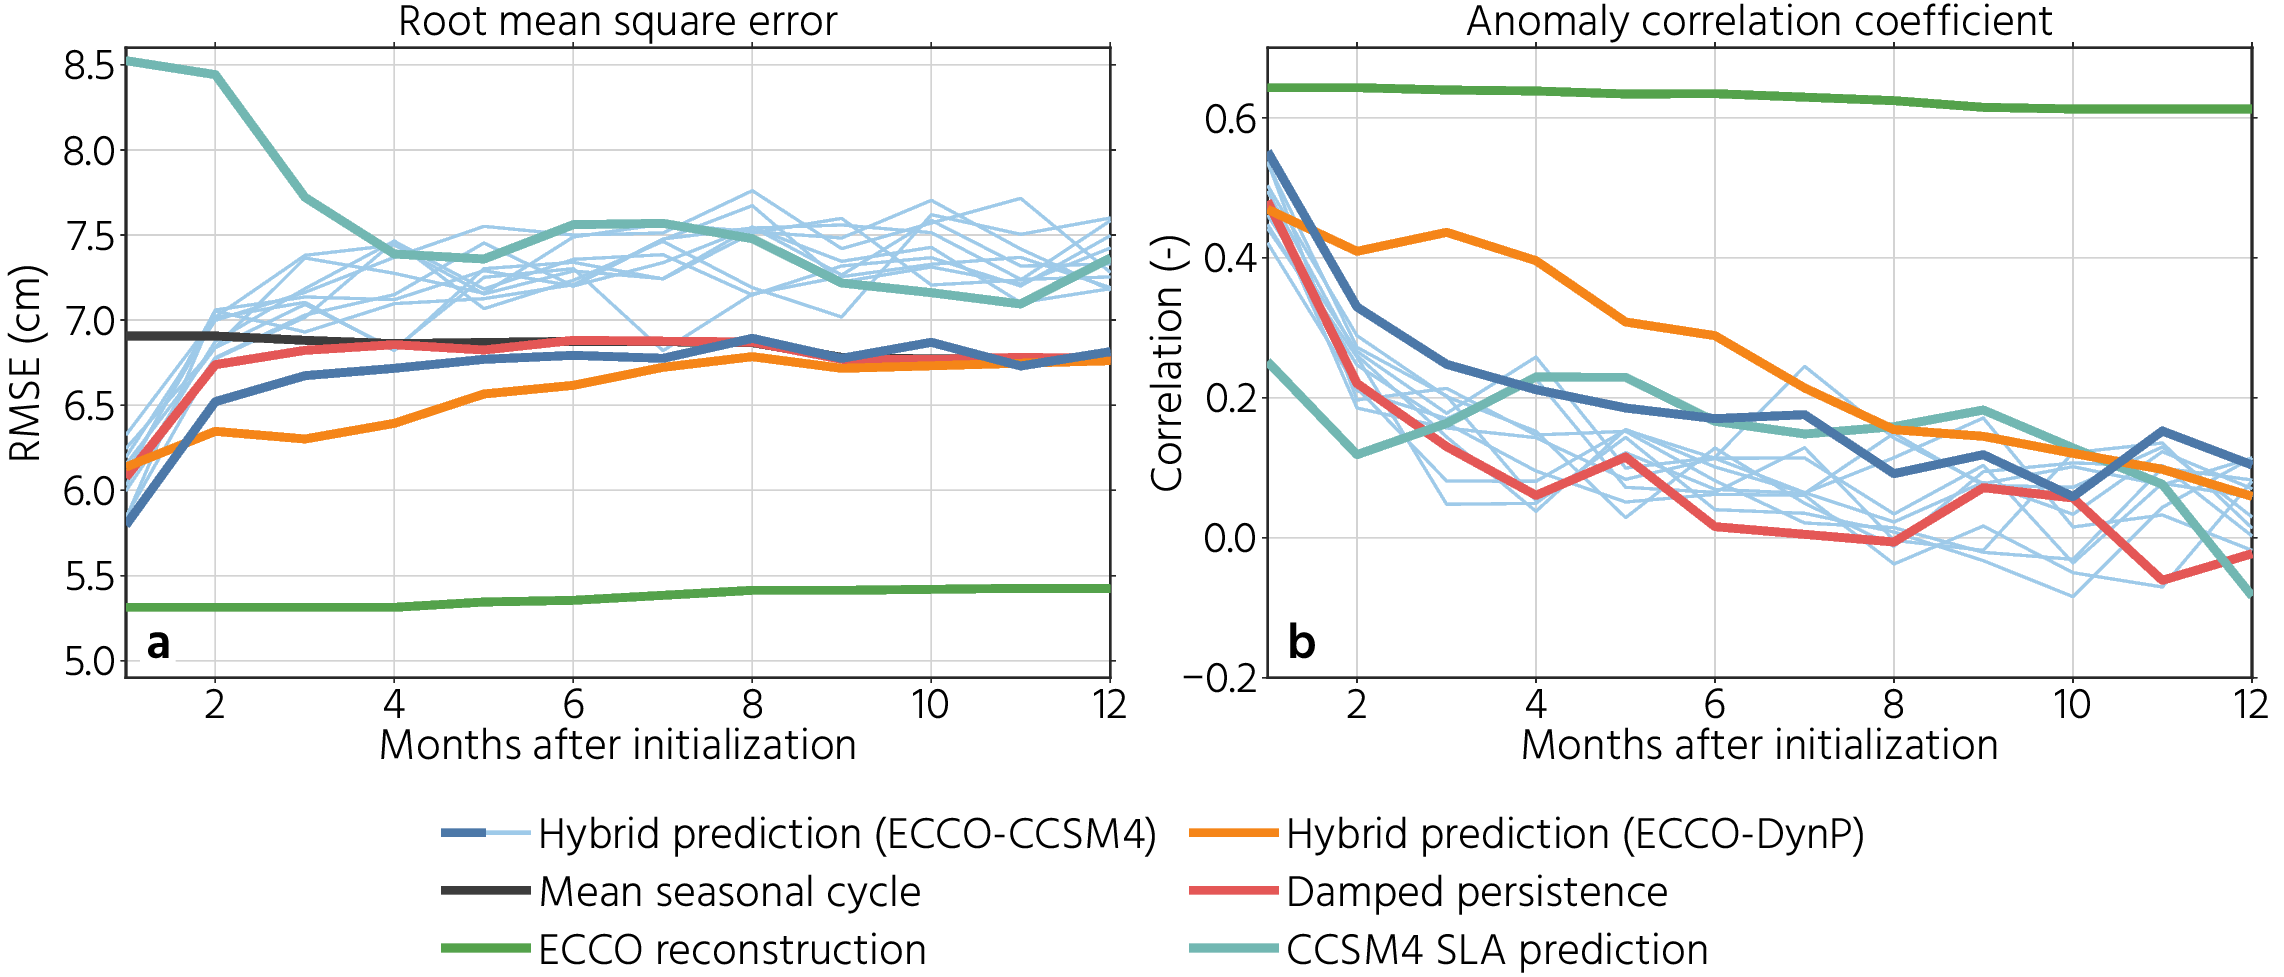 Root mean square error
8.5
8.0
7.5
7.0
6.5
6.0
5.5
5.0
RMSE (cm)
a
2 4 6 8 10 12
Months after initialization
Anomaly correlation coefficient
0.6
0.4
0.2
0.0
−0.2
Correlation (-)
b
2 4 6 8 10 12
Months after initialization
Hybrid prediction (ECCO-CCSM4)
Mean seasonal cycle
ECCO reconstruction
Hybrid prediction (ECCO-DynP)
Damped persistence
CCSM4 SLA prediction